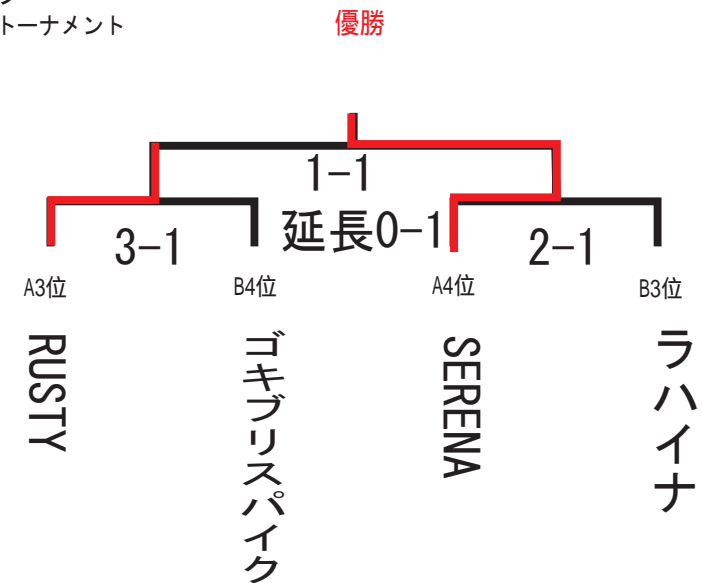 トーナメント
優勝
1-1
延長0-1
3-1
2-1
A3位
B4位
A4位
B3位
RUSTY
ゴキブリスパイク
SERENA
ラハイナ